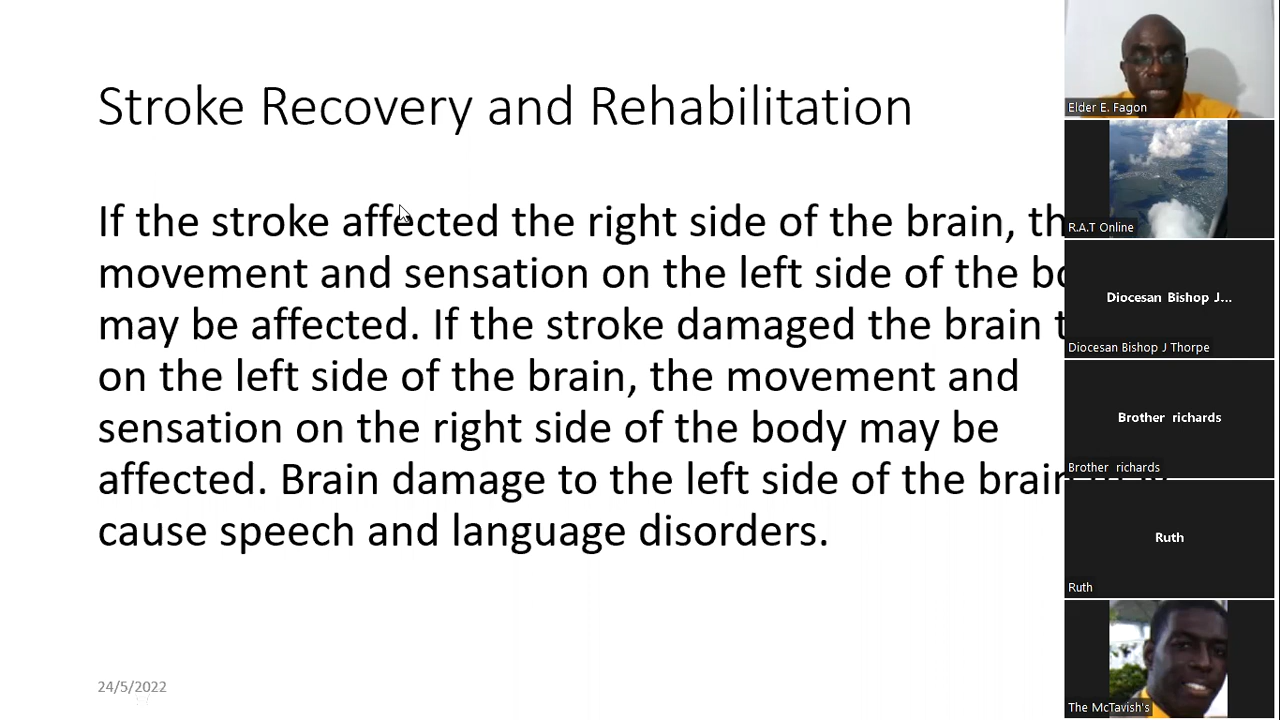 Stroke Recovery and Rehabilitation
If the stroke affected the right side of the brain,
movement and sensation on the left side of the
may be affected. If the stroke damaged the brain
on the left side of the brain, the movement and
sensation on the right side of the body may be
affected. Brain damage to the left side of the brain
cause speech and language disorders.
24/5/2022
Elder E. Fagon
R.A.T Online
Diocesan Bishop J...
Diocesan Bishop J Thorpe
Brother richards
Brother richards
Ruth
Ruth
The McTavish's